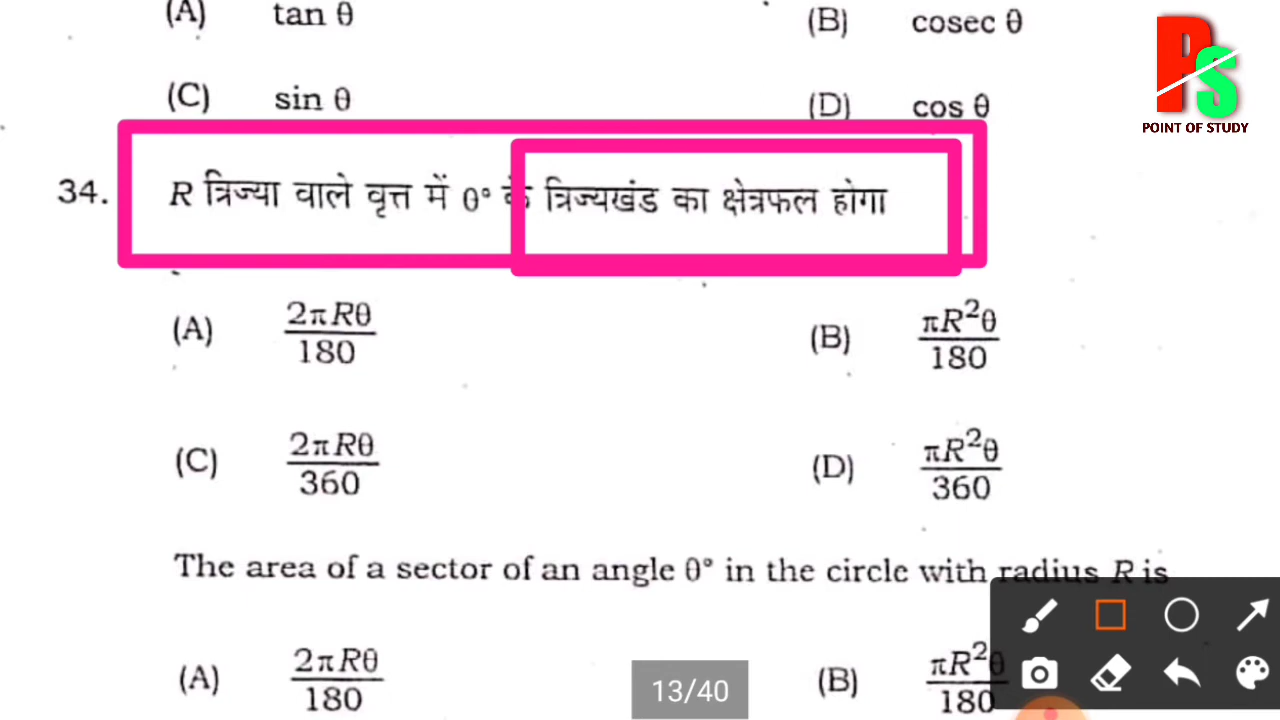 (A) tan θ (B) cosec θ
(C) sin θ (D) cos θ
PS
POINT OF STUDY
34. R त्रिज्या वाले वृत्त में θ° के त्रिज्यखंड का क्षेत्रफल होगा
(A) 2πRθ/180 (B) πR²θ/180
(C) 2πRθ/360 (D) πR²θ/360
The area of a sector of an angle θ° in the circle with radius R is
(A) 2πRθ/180 (B) πR²θ/180
13/40